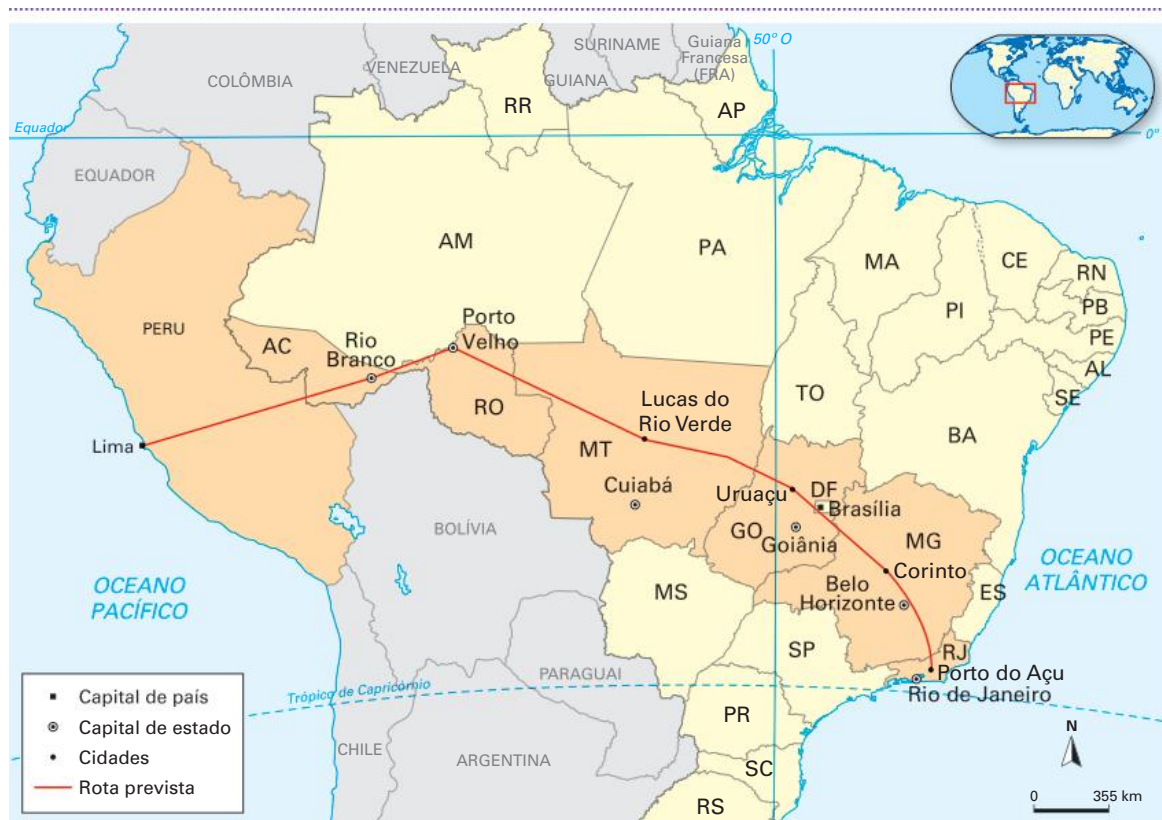 50° O
SURINAME
Guiana
Francesa
(FRA)
VENEZUELA
GUIANA
COLÔMBIA
RR
AP
Equador
0°
EQUADOR
AM
PA
MA
CE
RN
PB
PI
PE
AL
SE
PERU
AC
Rio
Branco
Porto
Velho
TO
BA
RO
Lucas do
Rio Verde
Lima
MT
Cuiabá
Uruaçu
DF
Brasília
GO
Goiânia
MG
BOLÍVIA
Corinto
OCEANO
PACÍFICO
OCEANO
ATLÂNTICO
MS
Belo
Horizonte
ES
SP
RJ
Porto do Açu
Rio de Janeiro
PARAGUAI
Trópico de Capricórnio
PR
CHILE
ARGENTINA
SC
RS
Capital de país
Capital de estado
Cidades
Rota prevista
N
0 355 km